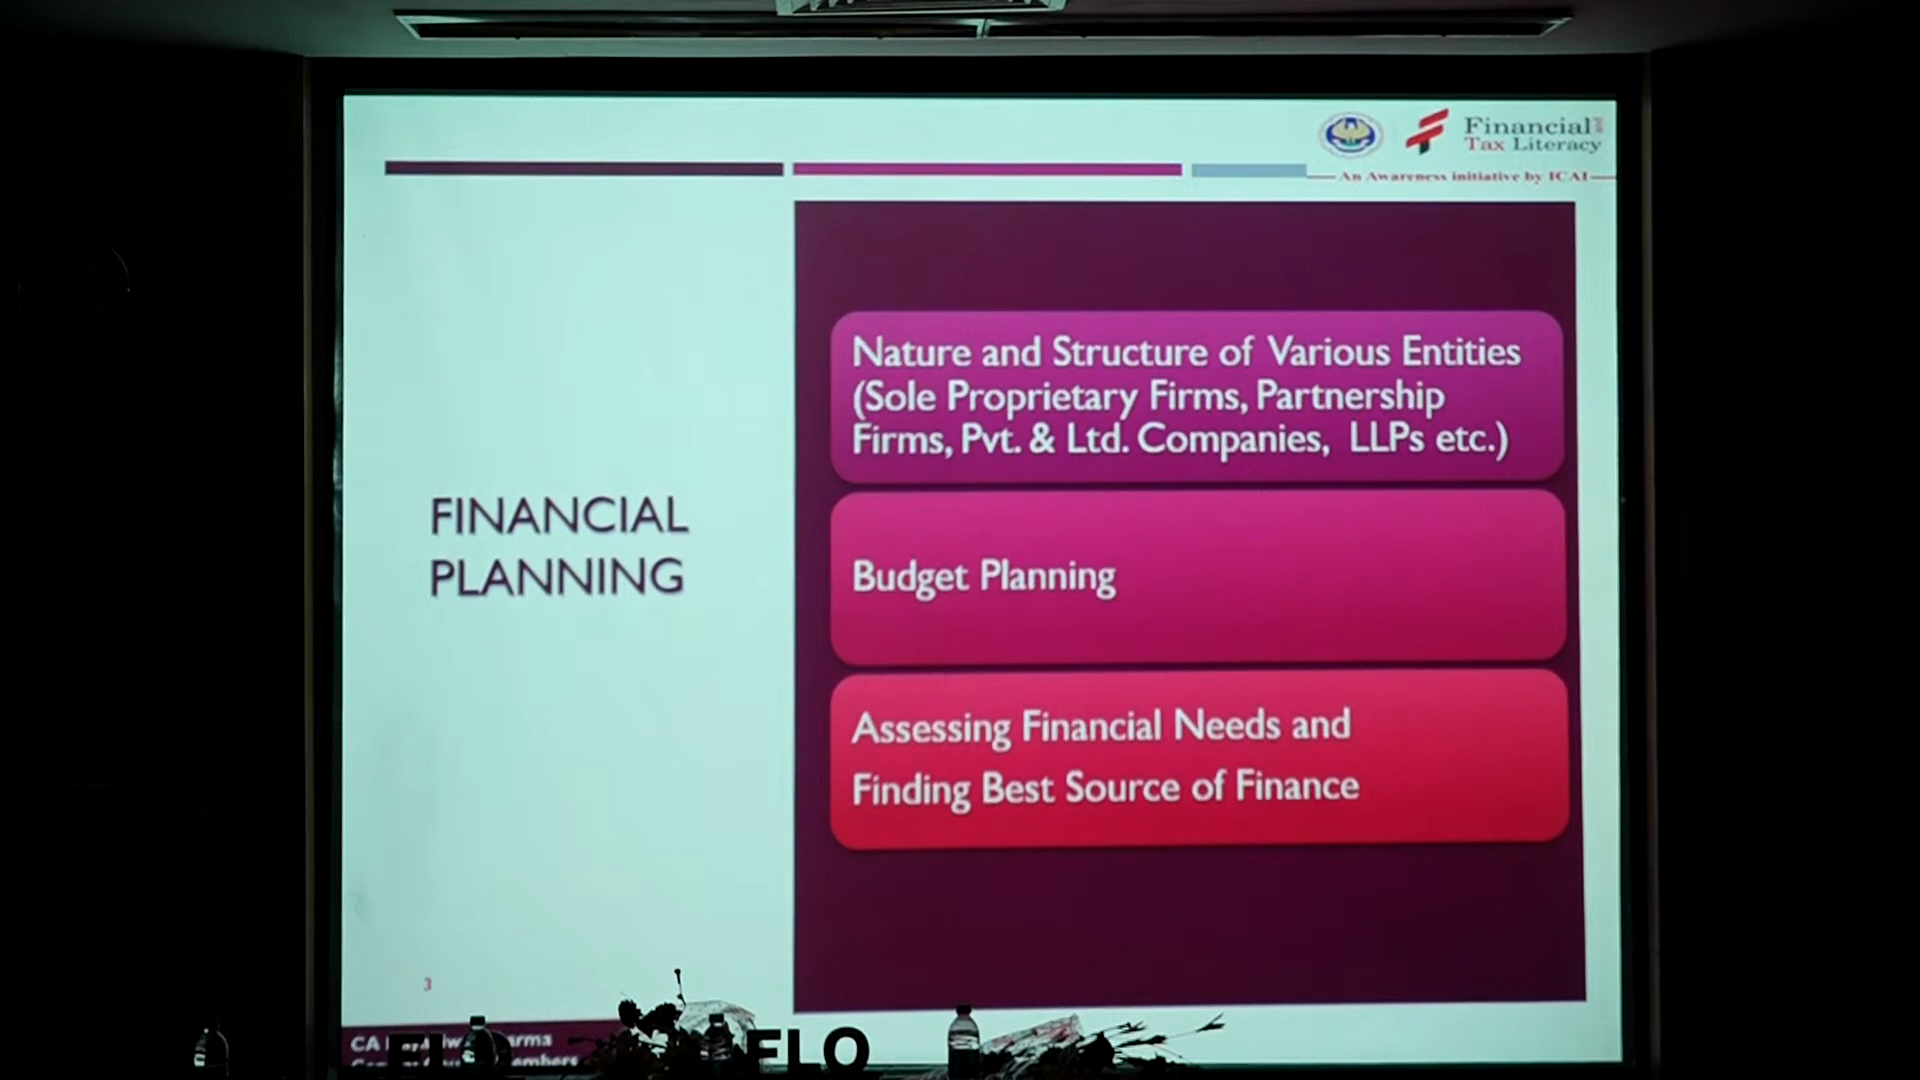 Financial and
Tax Literacy
An Awareness initiative by ICAI
FINANCIAL
PLANNING
Nature and Structure of Various Entities
(Sole Proprietary Firms, Partnership
Firms, Pvt. & Ltd. Companies, LLPs etc.)
Budget Planning
Assessing Financial Needs and
Finding Best Source of Finance
3
CA
ELO